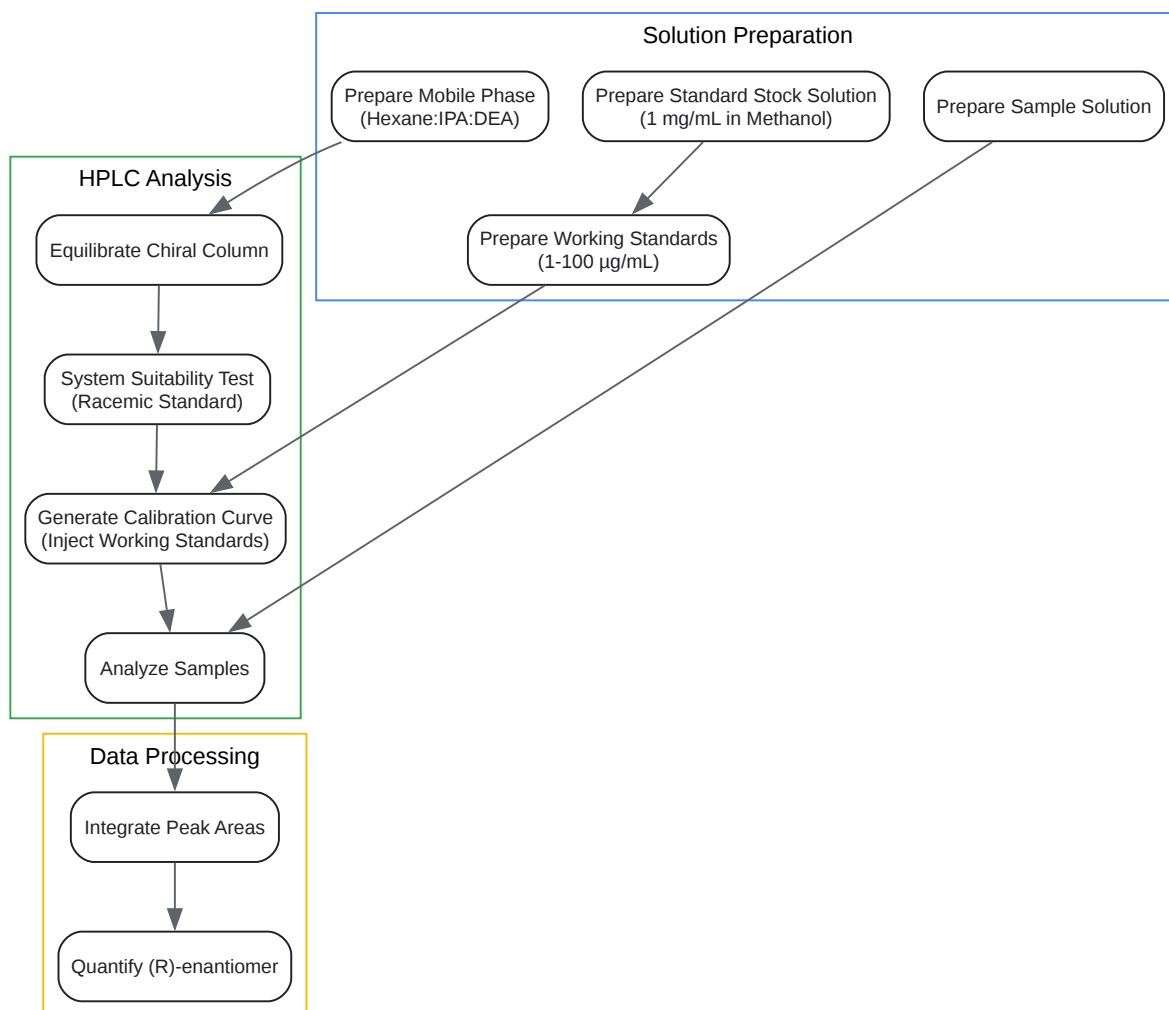 Solution Preparation
Prepare Mobile Phase
(Hexane:IPA:DEA)
Prepare Standard Stock Solution
(1 mg/mL in Methanol)
Prepare Sample Solution
Prepare Working Standards
(1-100 µg/mL)
HPLC Analysis
Equilibrate Chiral Column
System Suitability Test
(Racemic Standard)
Generate Calibration Curve
(Inject Working Standards)
Analyze Samples
Data Processing
Integrate Peak Areas
Quantify (R)-enantiomer